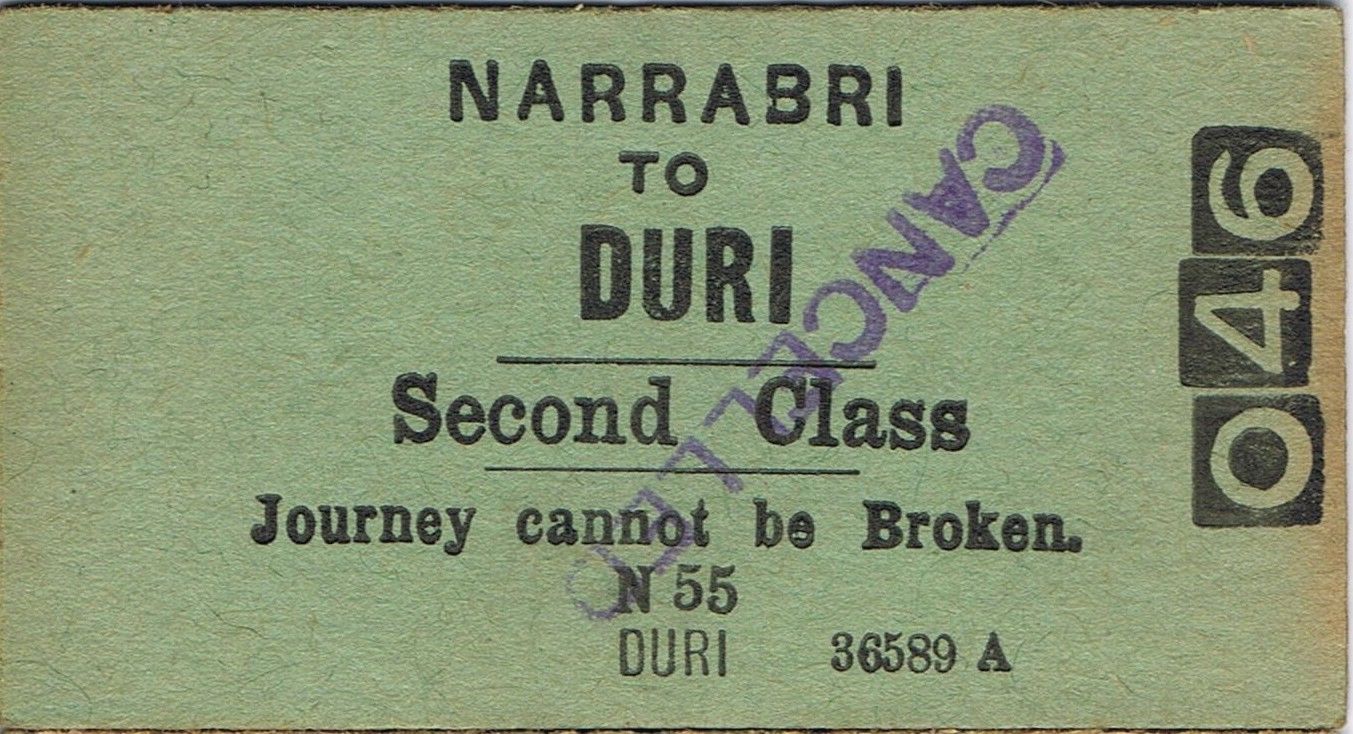 NARRABRI
TO
DURI
Second Class
Journey cannot be Broken.
N 55
DURI 36589 A
046
CANCELLED